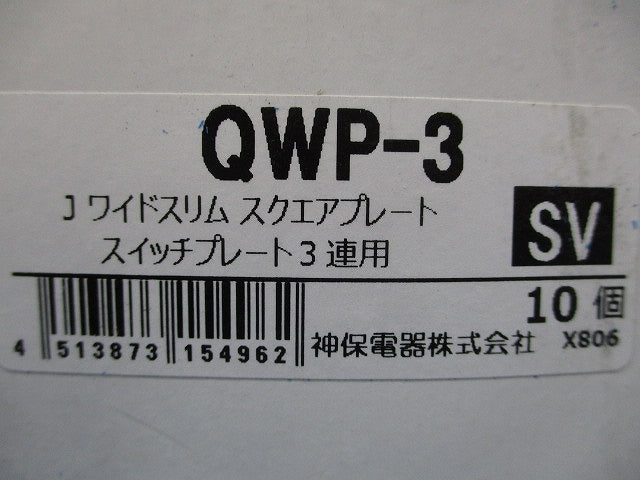 QWP-3
J ワイドスリム スクエアプレート
スイッチプレート3連用
SV
10個
4 513873 154962
神保電器株式会社 X806